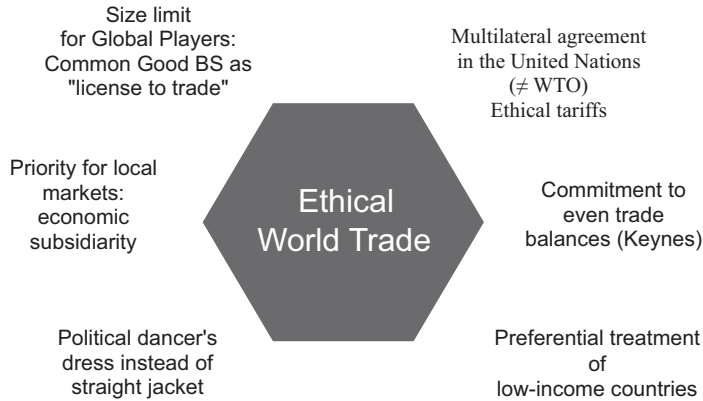 Size limit
for Global Players:
Common Good BS as
"license to trade"
Multilateral agreement
in the United Nations
(≠ WTO)
Ethical tariffs
Priority for local
markets:
economic
subsidiarity
Ethical
World Trade
Commitment to
even trade
balances (Keynes)
Political dancer's
dress instead of
straight jacket
Preferential treatment
of
low-income countries